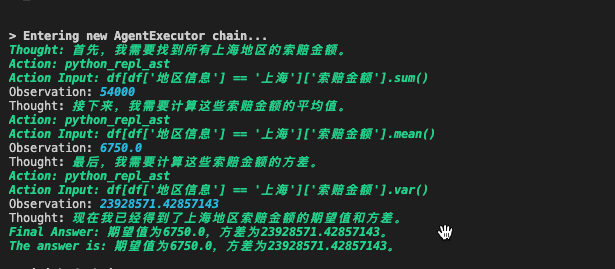 > Entering new AgentExecutor chain...
Thought: 首先，我需要找到所有上海地区的索赔金额。
Action: python_repl_ast
Action Input: df[df['地区信息'] == '上海']['索赔金额'].sum()
Observation: 54000
Thought: 接下来，我需要计算这些索赔金额的平均值。
Action: python_repl_ast
Action Input: df[df['地区信息'] == '上海']['索赔金额'].mean()
Observation: 6750.0
Thought: 最后，我需要计算这些索赔金额的方差。
Action: python_repl_ast
Action Input: df[df['地区信息'] == '上海']['索赔金额'].var()
Observation: 23928571.42857143
Thought: 现在我已经得到了上海地区索赔金额的期望值和方差。
Final Answer: 期望值为6750.0，方差为23928571.42857143。
The answer is: 期望值为6750.0，方差为23928571.42857143。